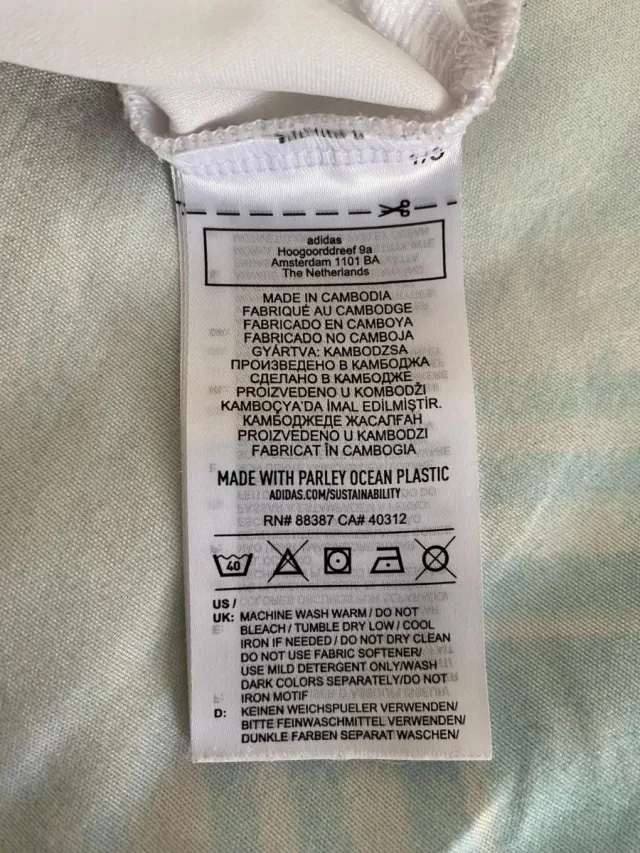 adidas
Hoogoorddreef 9a
Amsterdam 1101 BA
The Netherlands
MADE IN CAMBODIA
FABRIQUÉ AU CAMBODGE
FABRICADO EN CAMBOYA
FABRICADO NO CAMBOJA
GYÁRTVA: KAMBODZSA
ПРОИЗВЕДЕНО В КАМБОДЖА
СДЕЛАНО В КАМБОДЖЕ
PROIZVEDENO U KOMBODŽI
KAMBOÇYA'DA İMAL EDİLMİŞTİR.
КАМБОДЖЕДЕ ЖАСАЛҒАН
PROIZVEDENO U KAMBODZI
FABRICAT ÎN CAMBOGIA
MADE WITH PARLEY OCEAN PLASTIC
ADIDAS.COM/SUSTAINABILITY
RN# 88387 CA# 40312
40
US /
UK: MACHINE WASH WARM / DO NOT
BLEACH / TUMBLE DRY LOW / COOL
IRON IF NEEDED / DO NOT DRY CLEAN
DO NOT USE FABRIC SOFTENER/
USE MILD DETERGENT ONLY/WASH
DARK COLORS SEPARATELY/DO NOT
IRON MOTIF
D: KEINEN WEICHSPUELER VERWENDEN/
BITTE FEINWASCHMITTEL VERWENDEN/
DUNKLE FARBEN SEPARAT WASCHEN/